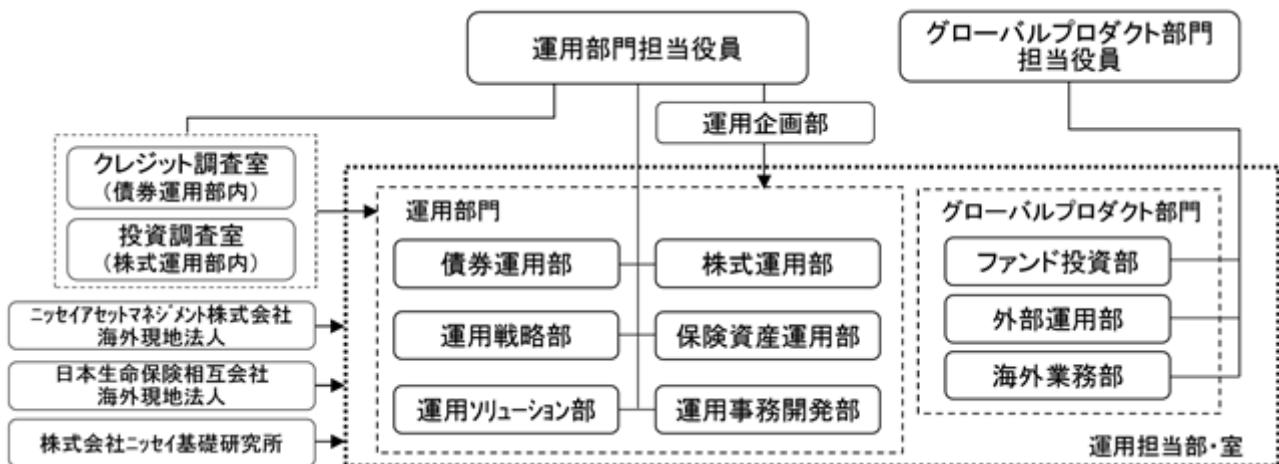 運用部門担当役員
グローバルプロダクト部門
担当役員
運用企画部
クレジット調査室
(債券運用部内)
投資調査室
(株式運用部内)
ニッセイアセットマネジメント株式会社
海外現地法人
日本生命保険相互会社
海外現地法人
株式会社ニッセイ基礎研究所
運用部門
債券運用部
株式運用部
運用戦略部
保険資産運用部
運用ソリューション部
運用事務開発部
グローバルプロダクト部門
ファンド投資部
外部運用部
海外業務部
運用担当部・室